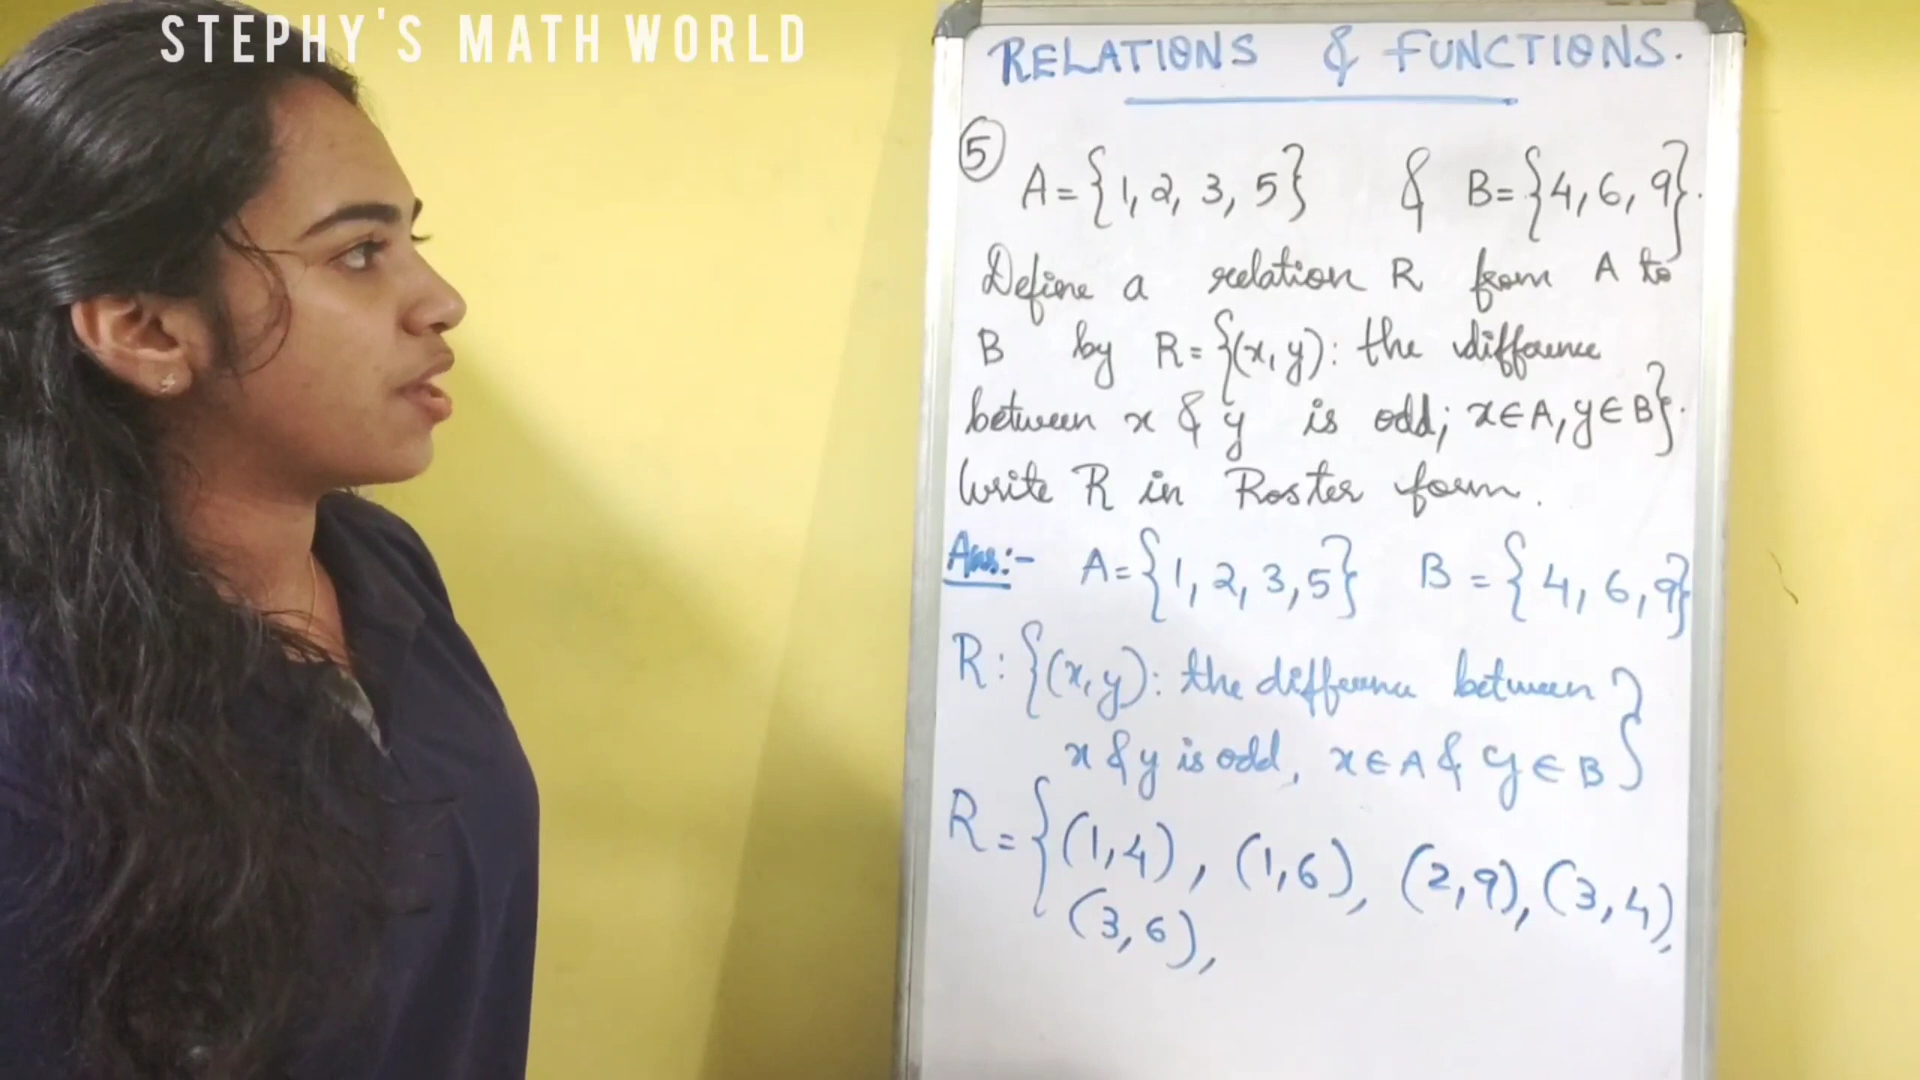 STEPHY'S MATH WORLD
RELATIONS & FUNCTIONS.
5
A={1, 2, 3, 5} & B={4, 6, 9}.
Define a relation R from A to
B by R={(x, y): the difference
between x & y is odd; x∈A, y∈B}.
Write R in Roster form.
Ans:- A={1, 2, 3, 5} B={4, 6, 9}
R: {(x, y): the difference between
x & y is odd, x∈A & y∈B}
R={(1,4), (1,6), (2,9), (3,4),
(3,6),